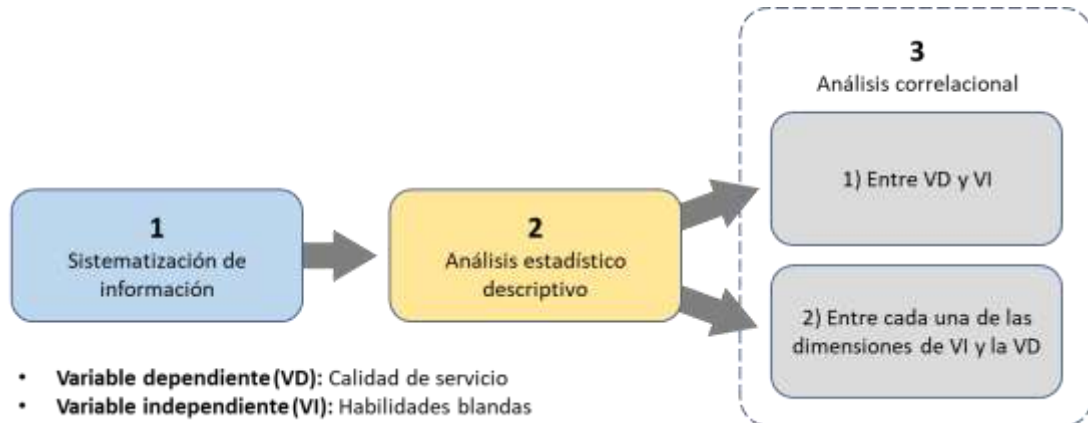 1
Sistematización de
información
2
Análisis estadístico
descriptivo
3
Análisis correlacional
1) Entre VD y VI
2) Entre cada una de las
dimensiones de VI y la VD
• Variable dependiente (VD): Calidad de servicio
• Variable independiente (VI): Habilidades blandas